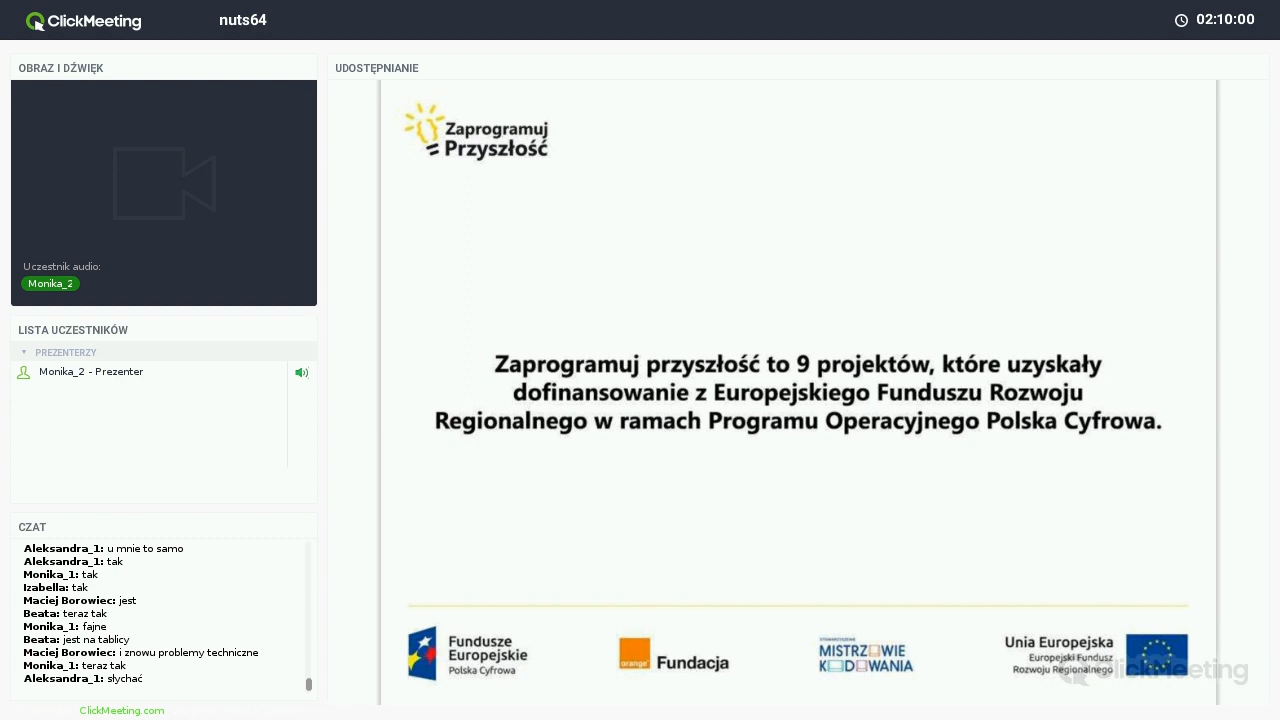 ClickMeeting
nuts64
02:10:00
OBRAZ I DŹWIĘK
Uczestnik audio:
Monika_2
LISTA UCZESTNIKÓW
PREZENTERZY
Monika_2 - Prezenter
CZAT
Aleksandra_1: u mnie to samo
Aleksandra_1: tak
Monika_1: tak
Izabella: tak
Maciej Borowiec: jest
Beata: teraz tak
Monika_1: fajne
Beata: jest na tablicy
Maciej Borowiec: i znowu problemy techniczne
Monika_1: teraz tak
Aleksandra_1: słychać
ClickMeeting.com
UDOSTĘPNIANIE
Zaprogramuj
Przyszłość
Zaprogramuj przyszłość to 9 projektów, które uzyskały
dofinansowanie z Europejskiego Funduszu Rozwoju
Regionalnego w ramach Programu Operacyjnego Polska Cyfrowa.
Fundusze
Europejskie
Polska Cyfrowa
orange
Fundacja
STOWARZYSZENIE
MISTRZOWIE
KODOWANIA
Unia Europejska
Europejski Fundusz
Rozwoju Regionalnego
ClickMeeting